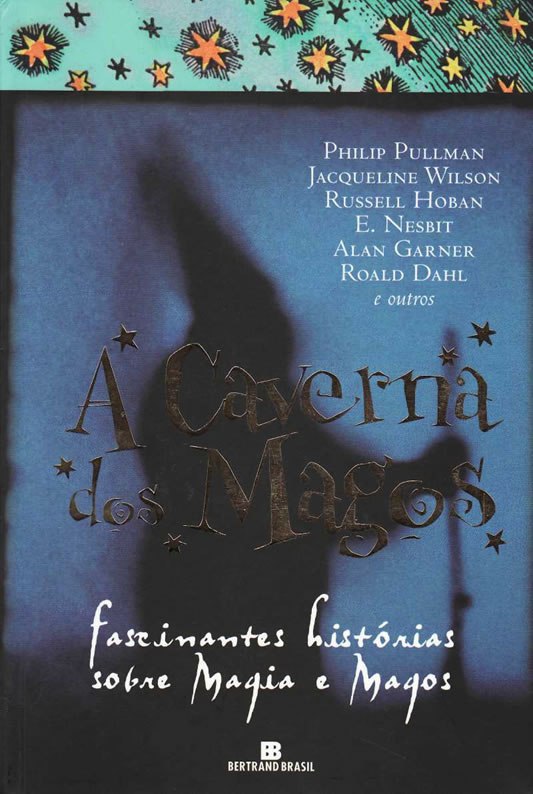 PHILIP PULLMAN
JACQUELINE WILSON
RUSSELL HOBAN
E. NESBIT
ALAN GARNER
ROALD DAHL
e outros
A Caverna
dos Magos
fascinantes histórias
sobre Magia e Magos
BB
BERTRAND BRASIL